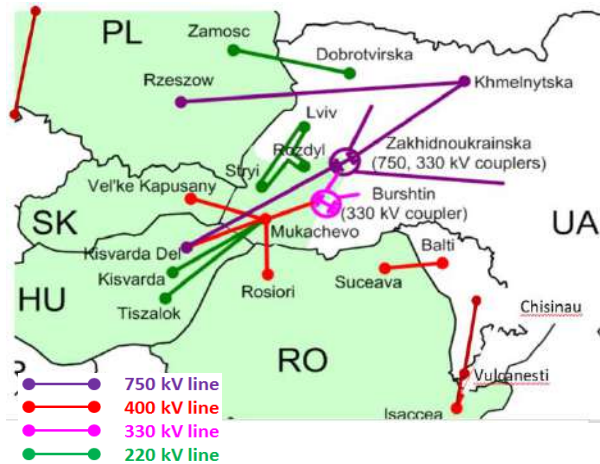 PL
Zamosc
Dobrotvirska
Rzeszow
Khmelnytska
Lviv
Zakhidnoukrainska
(750, 330 kV couplers)
Rozdyl
Stryi
Vel'ke Kapusany
Burshtin
(330 kV coupler)
SK
UA
Mukachevo
Balti
Kisvarda Del
Kisvarda
Suceava
Rosiori
HU
Tiszalok
Chisinau
RO
Vulcanesti
Isaccea
750 kV line
400 kV line
330 kV line
220 kV line